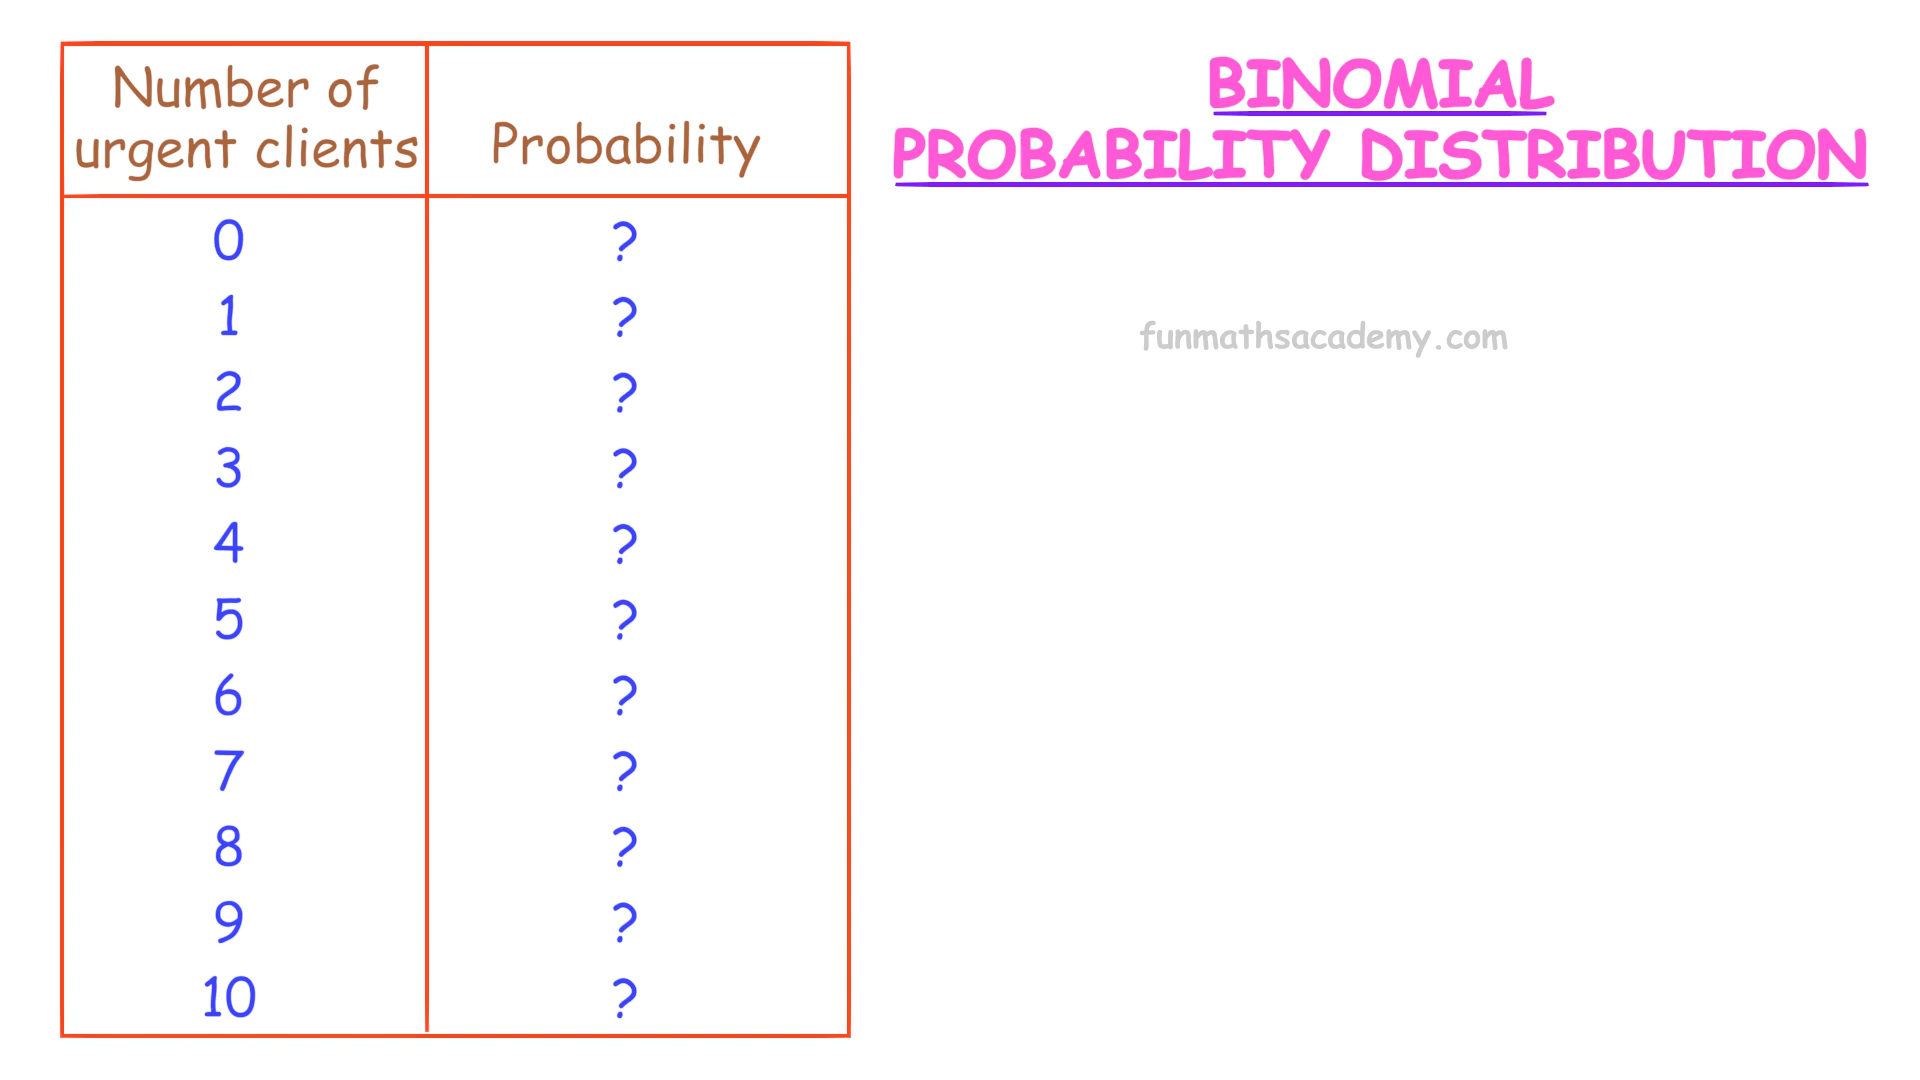 Number of
urgent clients
Probability
0 ?
1 ?
2 ?
3 ?
4 ?
5 ?
6 ?
7 ?
8 ?
9 ?
10 ?
BINOMIAL
PROBABILITY DISTRIBUTION
funmathsacademy.com